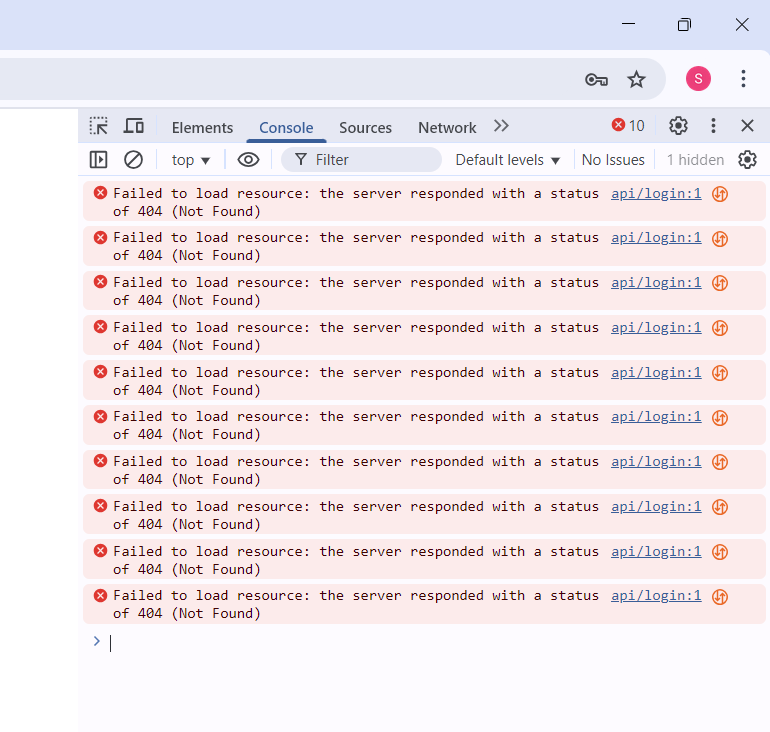 S
Elements Console Sources Network 10
top Filter Default levels No Issues 1 hidden
Failed to load resource: the server responded with a status api/login:1
of 404 (Not Found)
Failed to load resource: the server responded with a status api/login:1
of 404 (Not Found)
Failed to load resource: the server responded with a status api/login:1
of 404 (Not Found)
Failed to load resource: the server responded with a status api/login:1
of 404 (Not Found)
Failed to load resource: the server responded with a status api/login:1
of 404 (Not Found)
Failed to load resource: the server responded with a status api/login:1
of 404 (Not Found)
Failed to load resource: the server responded with a status api/login:1
of 404 (Not Found)
Failed to load resource: the server responded with a status api/login:1
of 404 (Not Found)
Failed to load resource: the server responded with a status api/login:1
of 404 (Not Found)
Failed to load resource: the server responded with a status api/login:1
of 404 (Not Found)